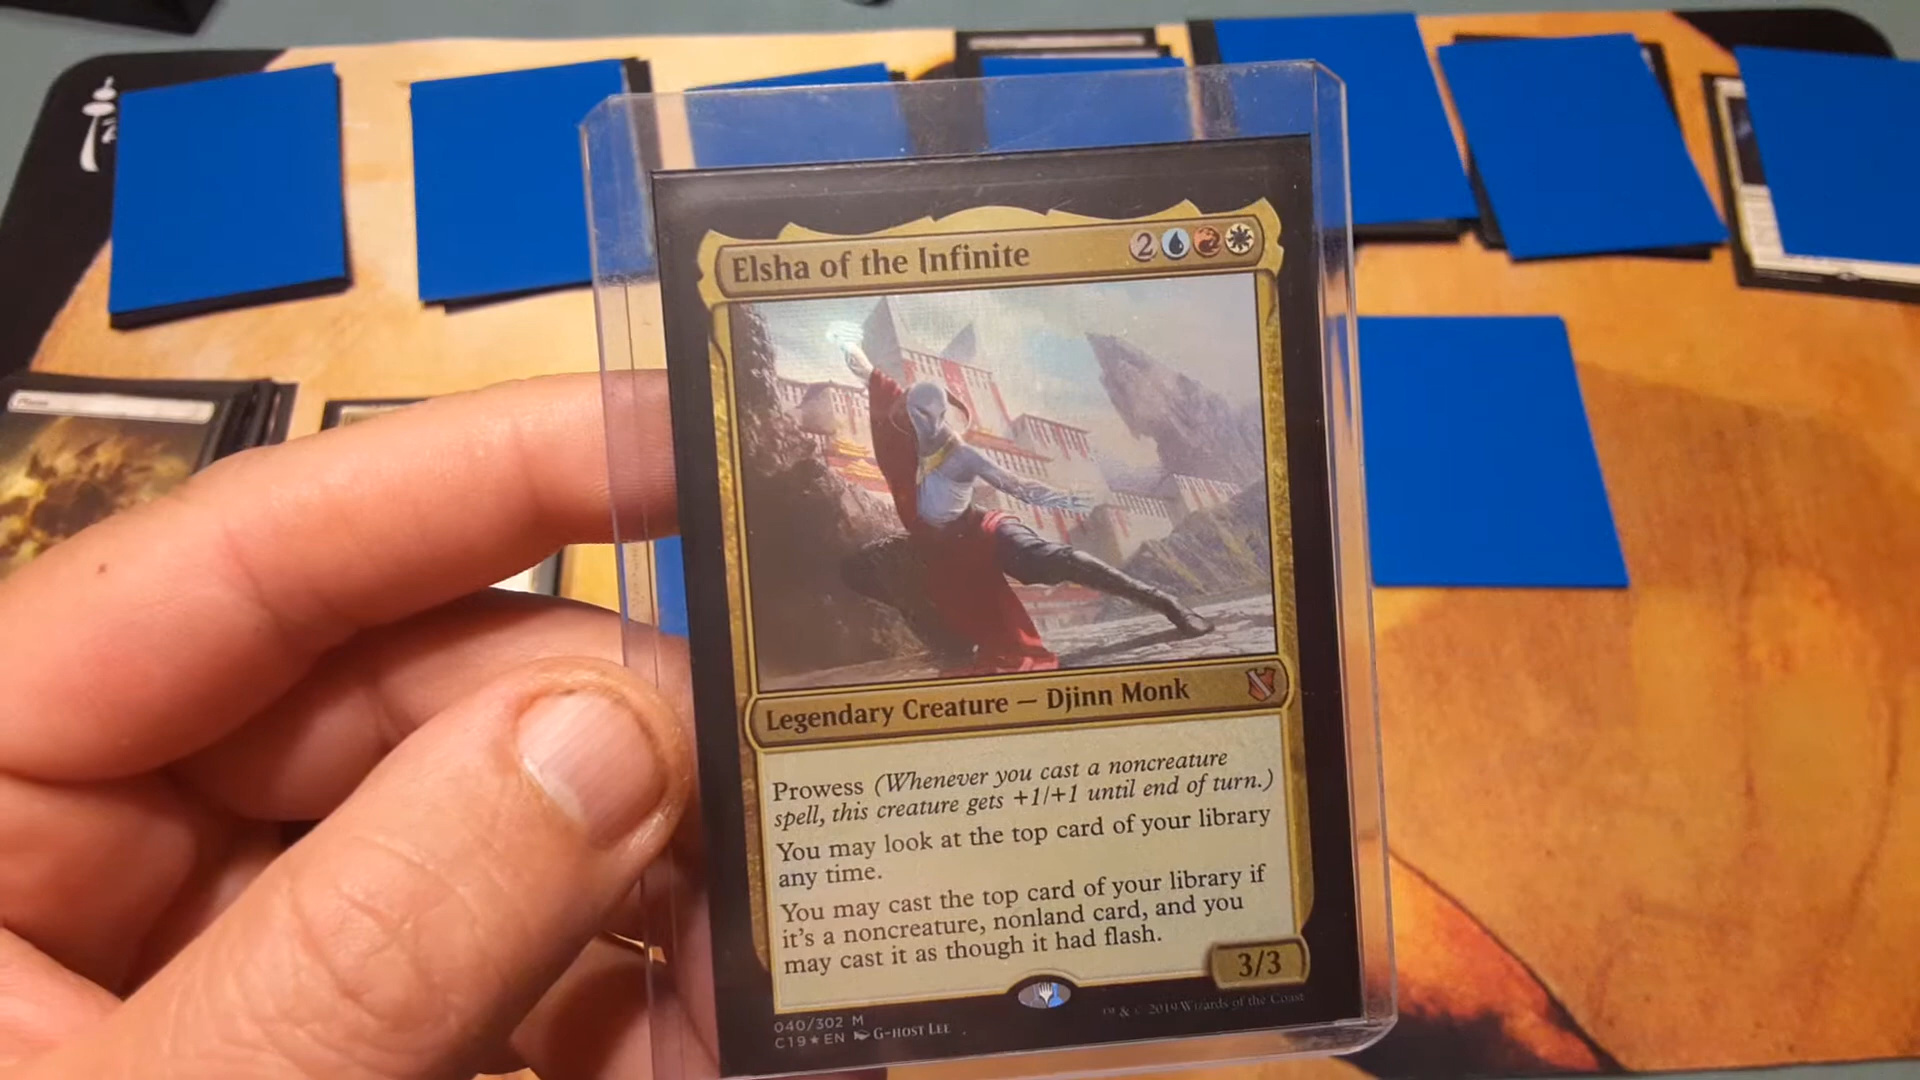 Elsha of the Infinite 2
Legendary Creature — Djinn Monk
Prowess (Whenever you cast a noncreature
spell, this creature gets +1/+1 until end of turn.)
You may look at the top card of your library
any time.
You may cast the top card of your library if
it's a noncreature, nonland card, and you
may cast it as though it had flash.
3/3
040/302 M
C19★EN G-HOST LEE
™ & © 2019 Wizards of the Coast